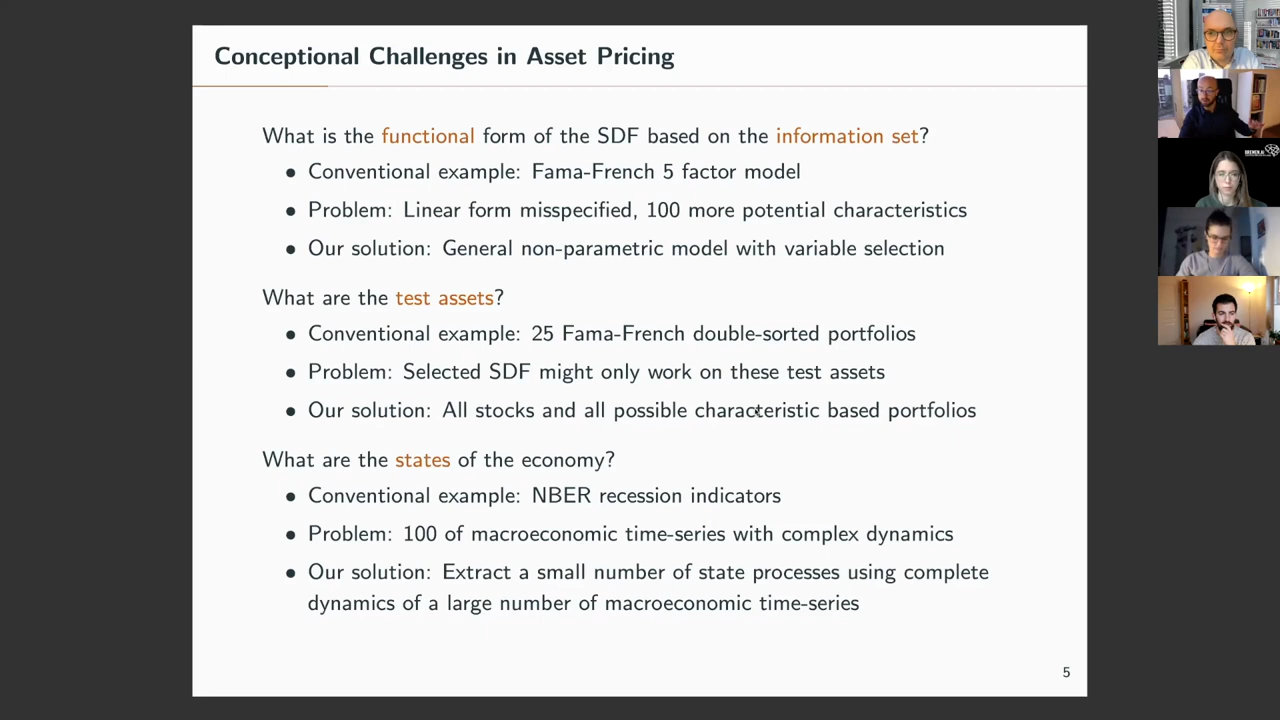 Conceptional Challenges in Asset Pricing
What is the functional form of the SDF based on the information set?
• Conventional example: Fama-French 5 factor model
• Problem: Linear form misspecified, 100 more potential characteristics
• Our solution: General non-parametric model with variable selection
What are the test assets?
• Conventional example: 25 Fama-French double-sorted portfolios
• Problem: Selected SDF might only work on these test assets
• Our solution: All stocks and all possible characteristic based portfolios
What are the states of the economy?
• Conventional example: NBER recession indicators
• Problem: 100 of macroeconomic time-series with complex dynamics
• Our solution: Extract a small number of state processes using complete
dynamics of a large number of macroeconomic time-series
5
BREMEN.AI